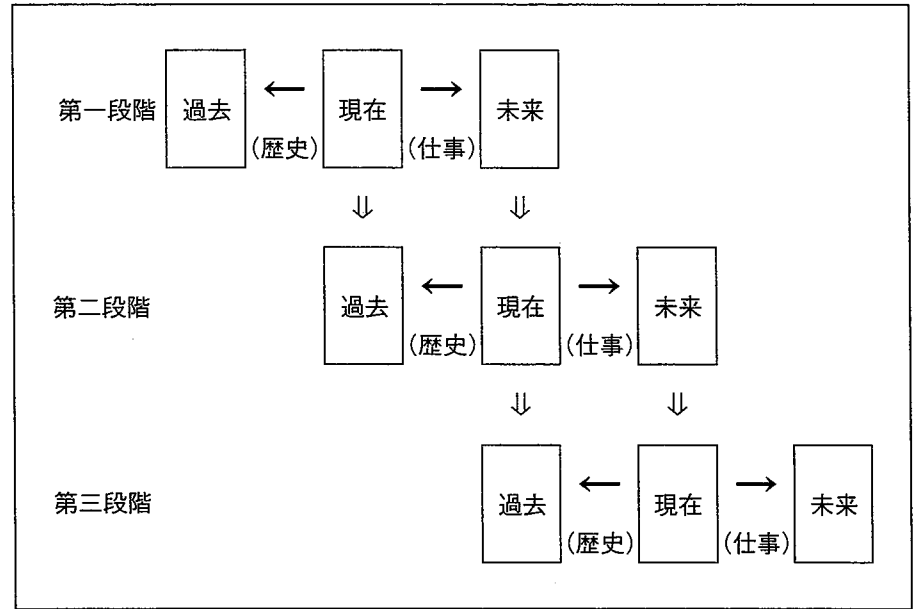 第一段階 過去 ← 現在 → 未来
(歴史) (仕事)
⇓ ⇓
第二段階 過去 ← 現在 → 未来
(歴史) (仕事)
⇓ ⇓
第三段階 過去 ← 現在 → 未来
(歴史) (仕事)